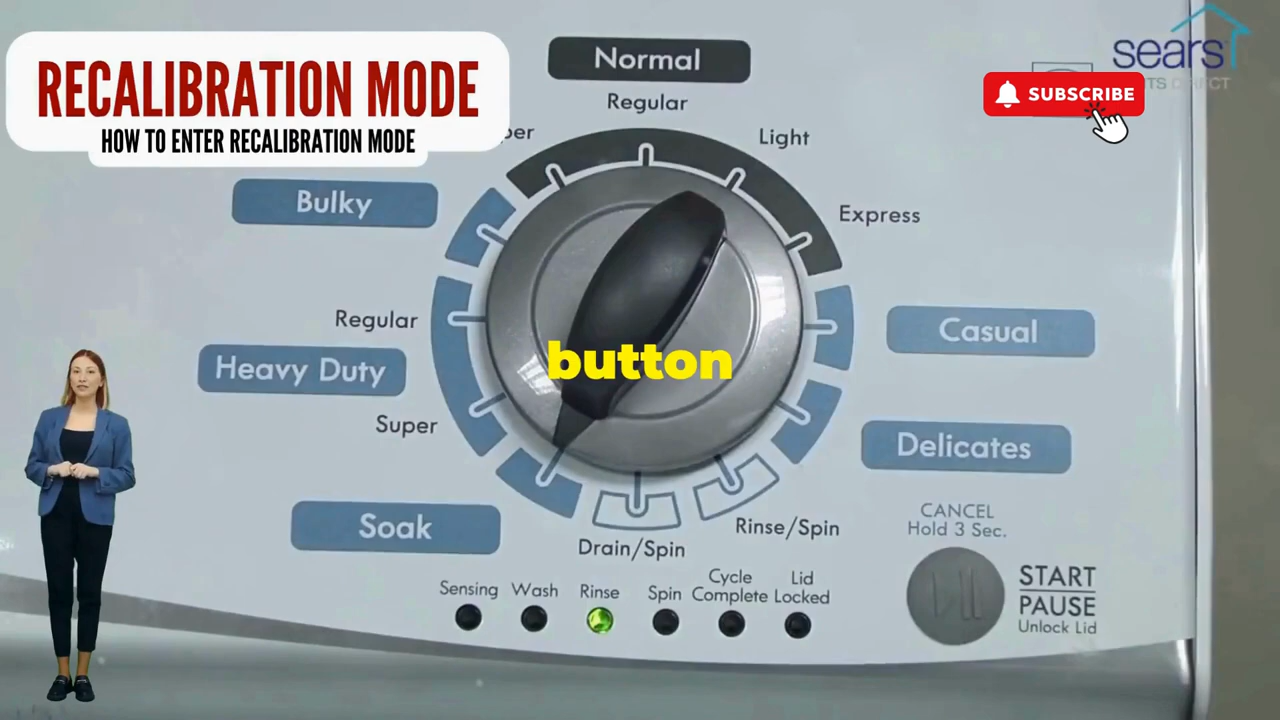 RECALIBRATION MODE
HOW TO ENTER RECALIBRATION MODE
sears
SUBSCRIBE
Normal
Regular
Light
Express
Bulky
Regular
Heavy Duty
Super
Casual
Delicates
button
Soak
Drain/Spin
Rinse/Spin
CANCEL
Hold 3 Sec.
START
PAUSE
Unlock Lid
Sensing
Wash
Rinse
Spin
Cycle
Complete
Lid
Locked